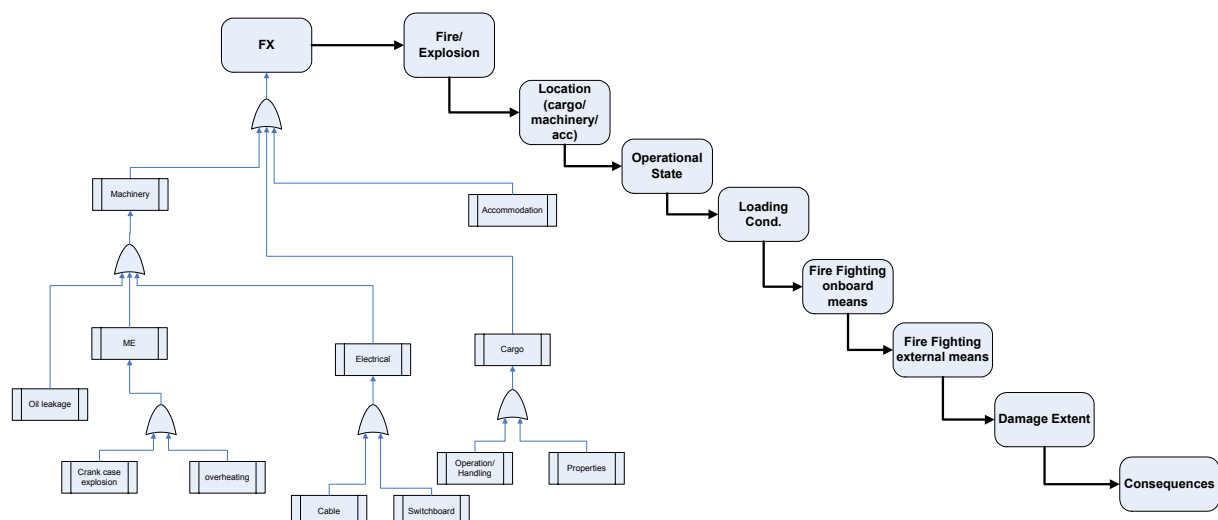 FX
Fire/
Explosion
Location
(cargo/
machinery/
acc)
Operational
State
Loading
Cond.
Fire Fighting
onboard
means
Fire Fighting
external means
Damage Extent
Consequences
Machinery
Accommodation
ME
Electrical
Cargo
Oil leakage
Crank case
explosion
overheating
Operation/
Handling
Properties
Cable
Switchboard